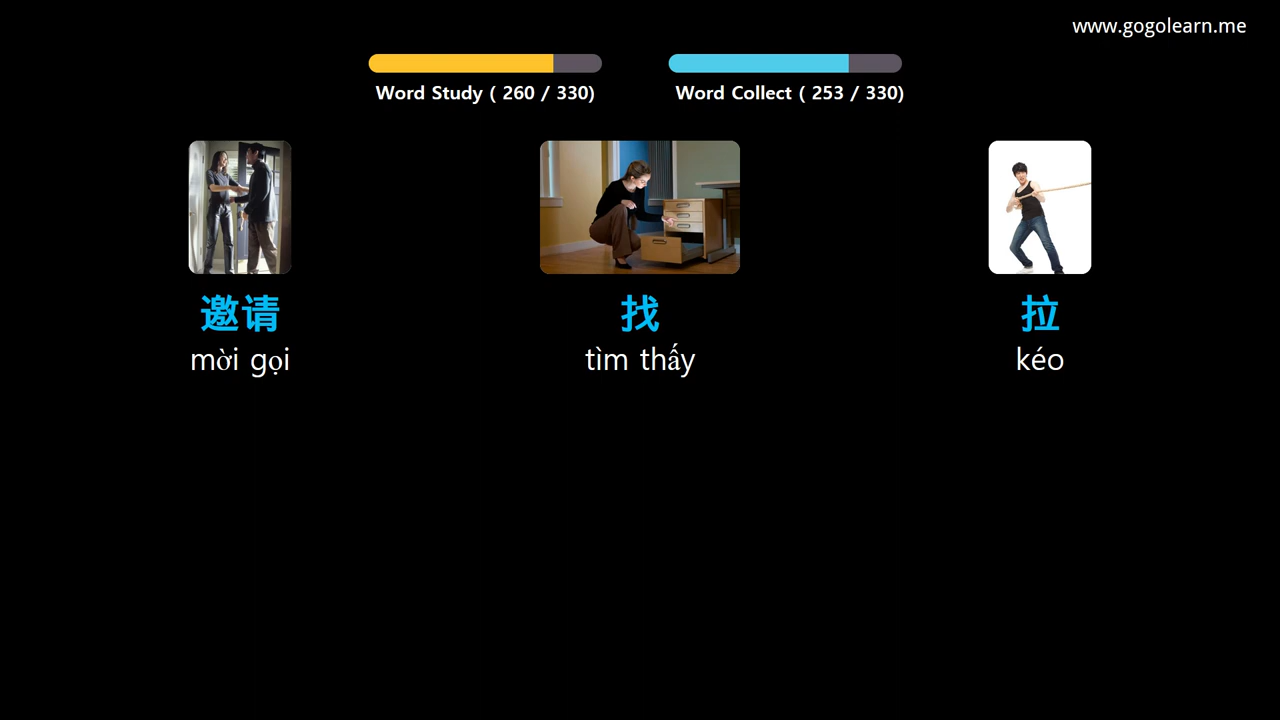 www.gogolearn.me
Word Study ( 260 / 330)
Word Collect ( 253 / 330)
邀请
找
拉
mời gọi
tìm thấy
kéo